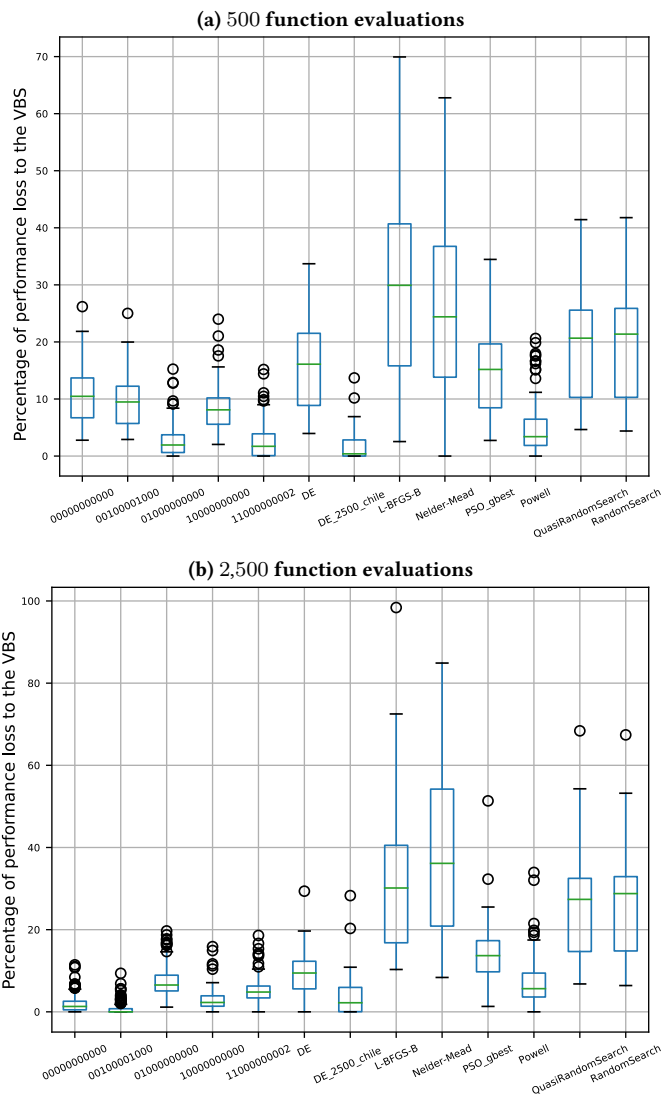 (a) 500 function evaluations
Percentage of performance loss to the VBS
70
60
50
40
30
20
10
0
00000000000
00100001000
01000000000
10000000000
11000000002
DE
DE_2500_chile
L-BFGS-B
Nelder-Mead
PSO_gbest
Powell
QuasiRandomSearch
RandomSearch
(b) 2,500 function evaluations
Percentage of performance loss to the VBS
100
80
60
40
20
0
00000000000
00100001000
01000000000
10000000000
11000000002
DE
DE_2500_chile
L-BFGS-B
Nelder-Mead
PSO_gbest
Powell
QuasiRandomSearch
RandomSearch